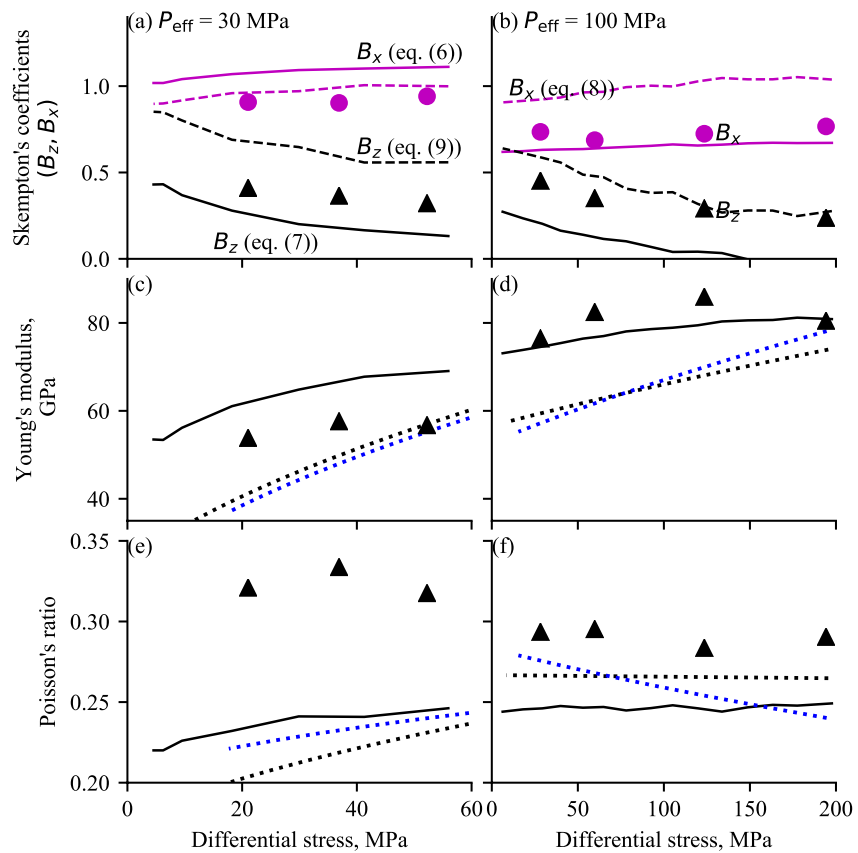 (a) P_eff = 30 MPa
(b) P_eff = 100 MPa
Skempton's coefficients
(B_z, B_x)
1.0
0.5
0.0
B_x (eq. (6))
B_z (eq. (9))
B_z (eq. (7))
B_x (eq. (8))
B_x
B_z
(c)
(d)
Young's modulus,
GPa
80
60
40
(e)
(f)
Poisson's ratio
0.35
0.30
0.25
0.20
0 20 40 60
0 50 100 150 200
Differential stress, MPa
Differential stress, MPa